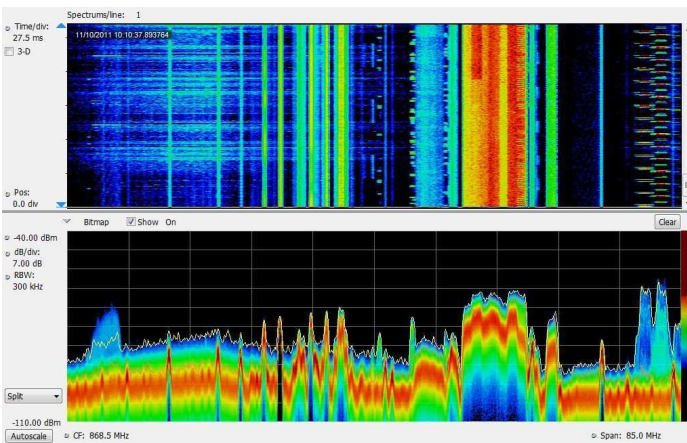 Spectrums/line: 1
Time/div:
27.5 ms
3-D
11/10/2011 10:10:37.893764
Pos:
0.0 div
Bitmap Show On Clear
-40.00 dBm
dB/div:
7.00 dB
RBW:
300 kHz
Split
-110.00 dBm
Autoscale CF: 868.5 MHz Span: 85.0 MHz